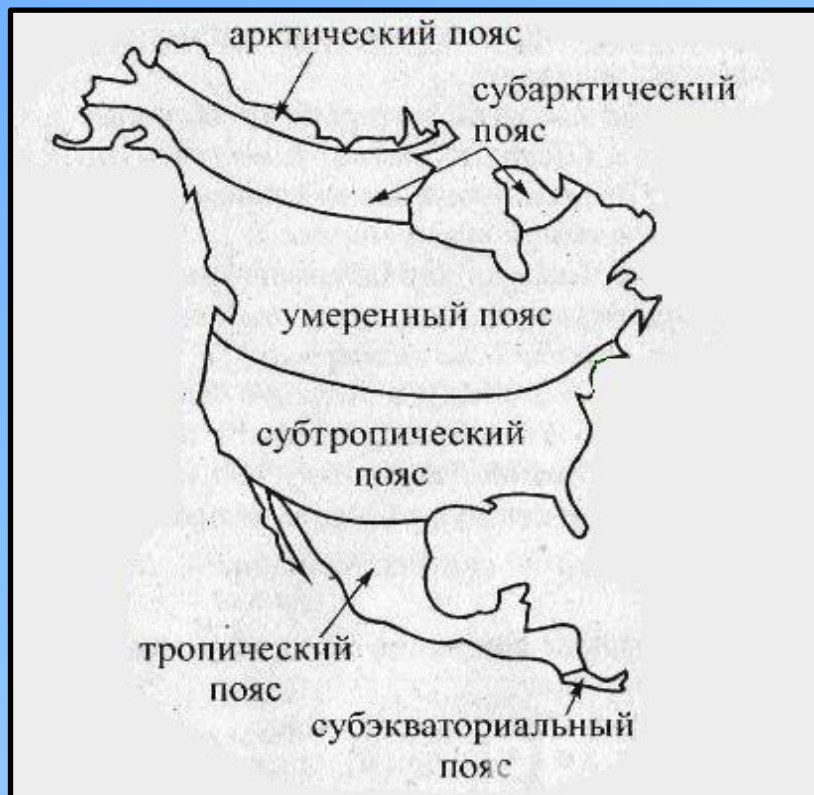 арктический пояс
субарктический
пояс
умеренный пояс
субтропический
пояс
тропический
пояс
субэкваториальный
пояс